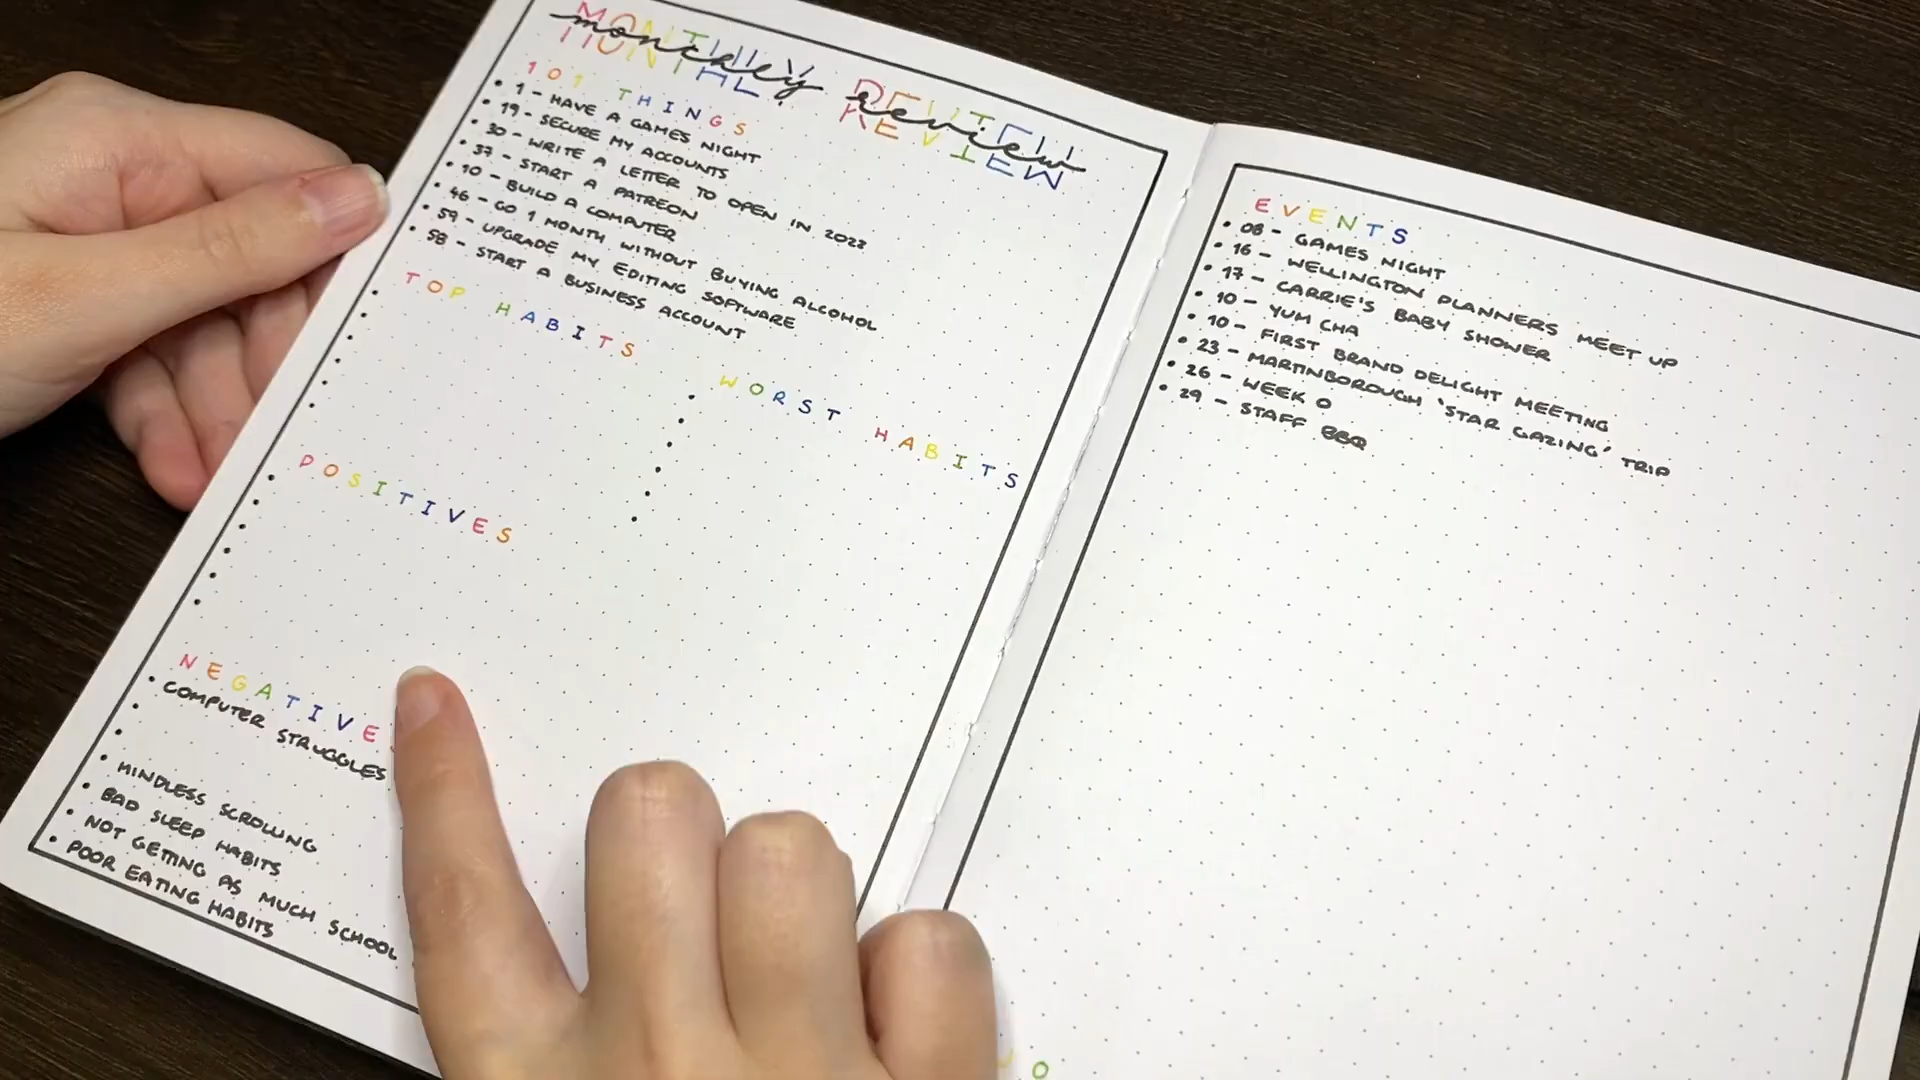 MONTHLY REVIEW
monthly review
101 THINGS
1 - HAVE A GAMES NIGHT
19 - SECURE MY ACCOUNTS
30 - WRITE A LETTER TO OPEN IN 2022
37 - START A PATREON
10 - BUILD A COMPUTER
46 - GO 1 MONTH WITHOUT BUYING ALCOHOL
59 - UPGRADE MY EDITING SOFTWARE
58 - START A BUSINESS ACCOUNT
TOP HABITS
WORST HABITS
POSITIVES
NEGATIVE
COMPUTER STRUGGLES
MINDLESS SCROLLING
BAD SLEEP HABITS
NOT GETTING AS MUCH SCHOOL
POOR EATING HABITS
EVENTS
08 - GAMES NIGHT
16 - WELLINGTON PLANNERS MEET UP
17 - CARRIE'S BABY SHOWER
10 - YUM CHA
10 - FIRST BRAND DELIGHT MEETING
23 - MARTINBOROUGH 'STAR GAZING' TRIP
26 - WEEK 0
29 - STAFF BBQ